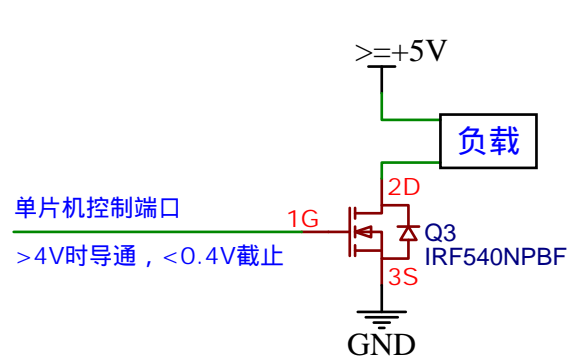 >=+5V
负载
2D
单片机控制端口
1G
>4V时导通，<0.4V截止
Q3
IRF540NPBF
3S
GND